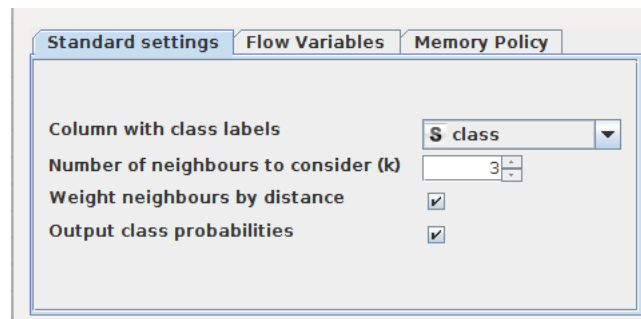 Standard settings Flow Variables Memory Policy
Column with class labels S class
Number of neighbours to consider (k) 3
Weight neighbours by distance
Output class probabilities